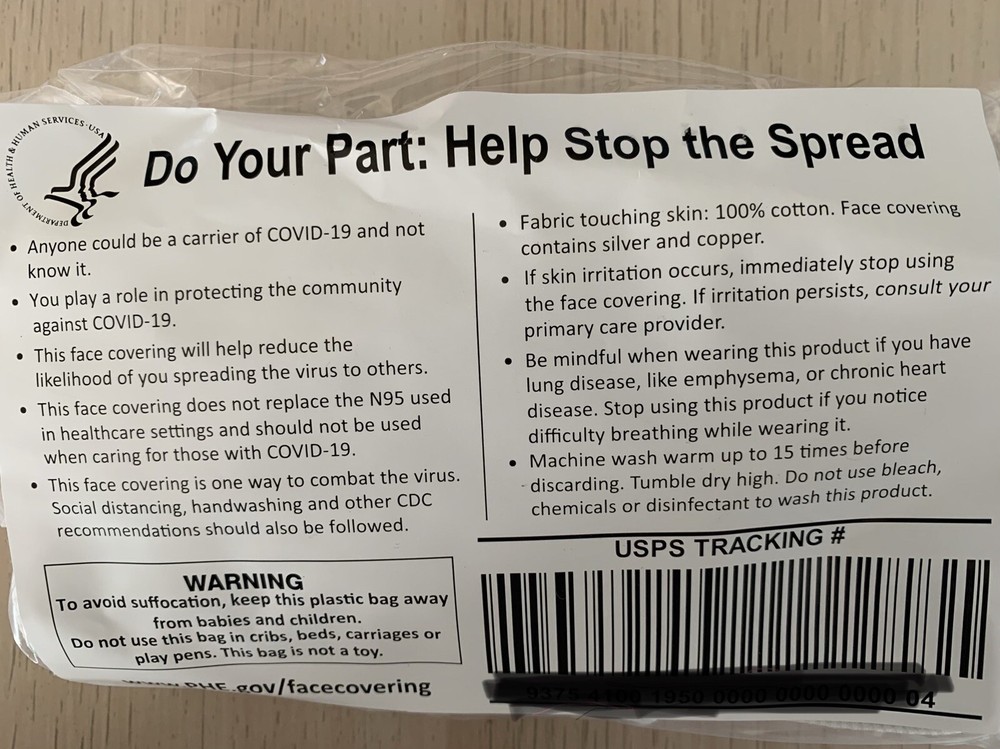 DEPARTMENT OF HEALTH & HUMAN SERVICES · USA
Do Your Part: Help Stop the Spread
• Anyone could be a carrier of COVID-19 and not
know it.
• You play a role in protecting the community
against COVID-19.
• This face covering will help reduce the
likelihood of you spreading the virus to others.
• This face covering does not replace the N95 used
in healthcare settings and should not be used
when caring for those with COVID-19.
• This face covering is one way to combat the virus.
Social distancing, handwashing and other CDC
recommendations should also be followed.
• Fabric touching skin: 100% cotton. Face covering
contains silver and copper.
• If skin irritation occurs, immediately stop using
the face covering. If irritation persists, consult your
primary care provider.
• Be mindful when wearing this product if you have
lung disease, like emphysema, or chronic heart
disease. Stop using this product if you notice
difficulty breathing while wearing it.
• Machine wash warm up to 15 times before
discarding. Tumble dry high. Do not use bleach,
chemicals or disinfectant to wash this product.
WARNING
To avoid suffocation, keep this plastic bag away
from babies and children.
Do not use this bag in cribs, beds, carriages or
play pens. This bag is not a toy.
www.PHE.gov/facecovering
USPS TRACKING #
04